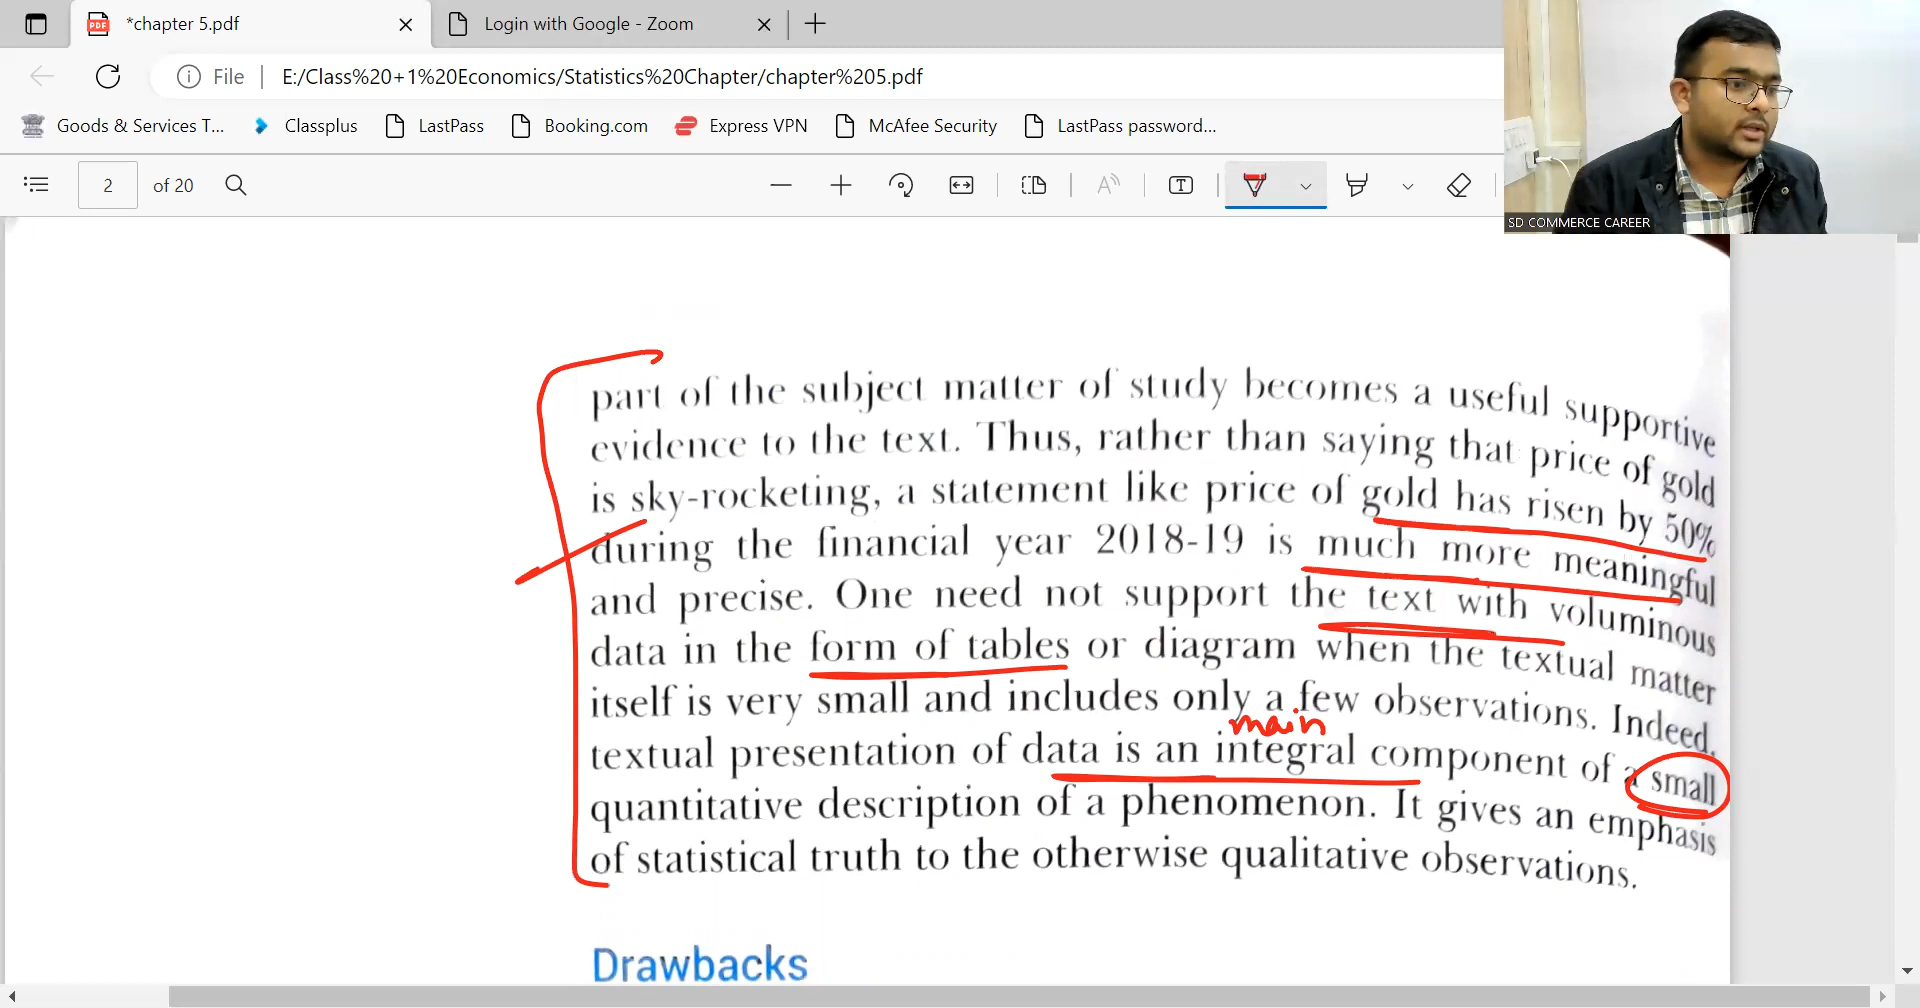 *chapter 5.pdf
Login with Google - Zoom
File
E:/Class%20+1%20Economics/Statistics%20Chapter/chapter%205.pdf
Goods & Services T...
Classplus
LastPass
Booking.com
Express VPN
McAfee Security
LastPass password...
2 of 20
SD COMMERCE CAREER
part of the subject matter of study becomes a useful supportive
evidence to the text. Thus, rather than saying that price of gold
is sky-rocketing, a statement like price of gold has risen by 50%
during the financial year 2018-19 is much more meaningful
and precise. One need not support the text with voluminous
data in the form of tables or diagram when the textual matter
itself is very small and includes only a few observations. Indeed,
main
textual presentation of data is an integral component of a small
quantitative description of a phenomenon. It gives an emphasis
of statistical truth to the otherwise qualitative observations.
Drawbacks